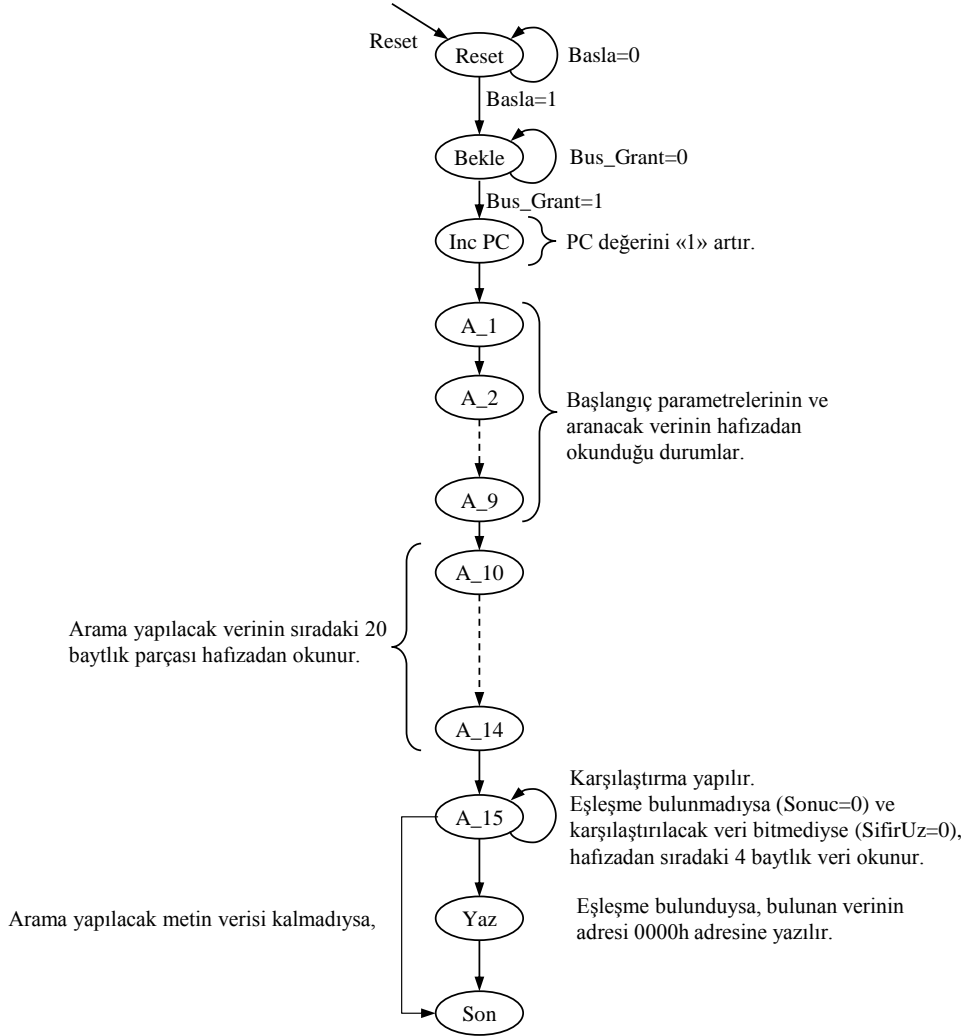 Reset
Reset
Basla=0
Basla=1
Bekle
Bus_Grant=0
Bus_Grant=1
Inc PC
PC değerini «1» artır.
A_1
A_2
Başlangıç parametrelerinin ve
aranacak verinin hafızadan
okunduğu durumlar.
A_9
A_10
Arama yapılacak verinin sıradaki 20
baytlık parçası hafızadan okunur.
A_14
Karşılaştırma yapılır.
Eşleşme bulunmadıysa (Sonuc=0) ve
karşılaştırılacak veri bitmediyse (SifirUz=0),
hafızadan sıradaki 4 baytlık veri okunur.
A_15
Arama yapılacak metin verisi kalmadıysa,
Yaz
Eşleşme bulunduysa, bulunan verinin
adresi 0000h adresine yazılır.
Son